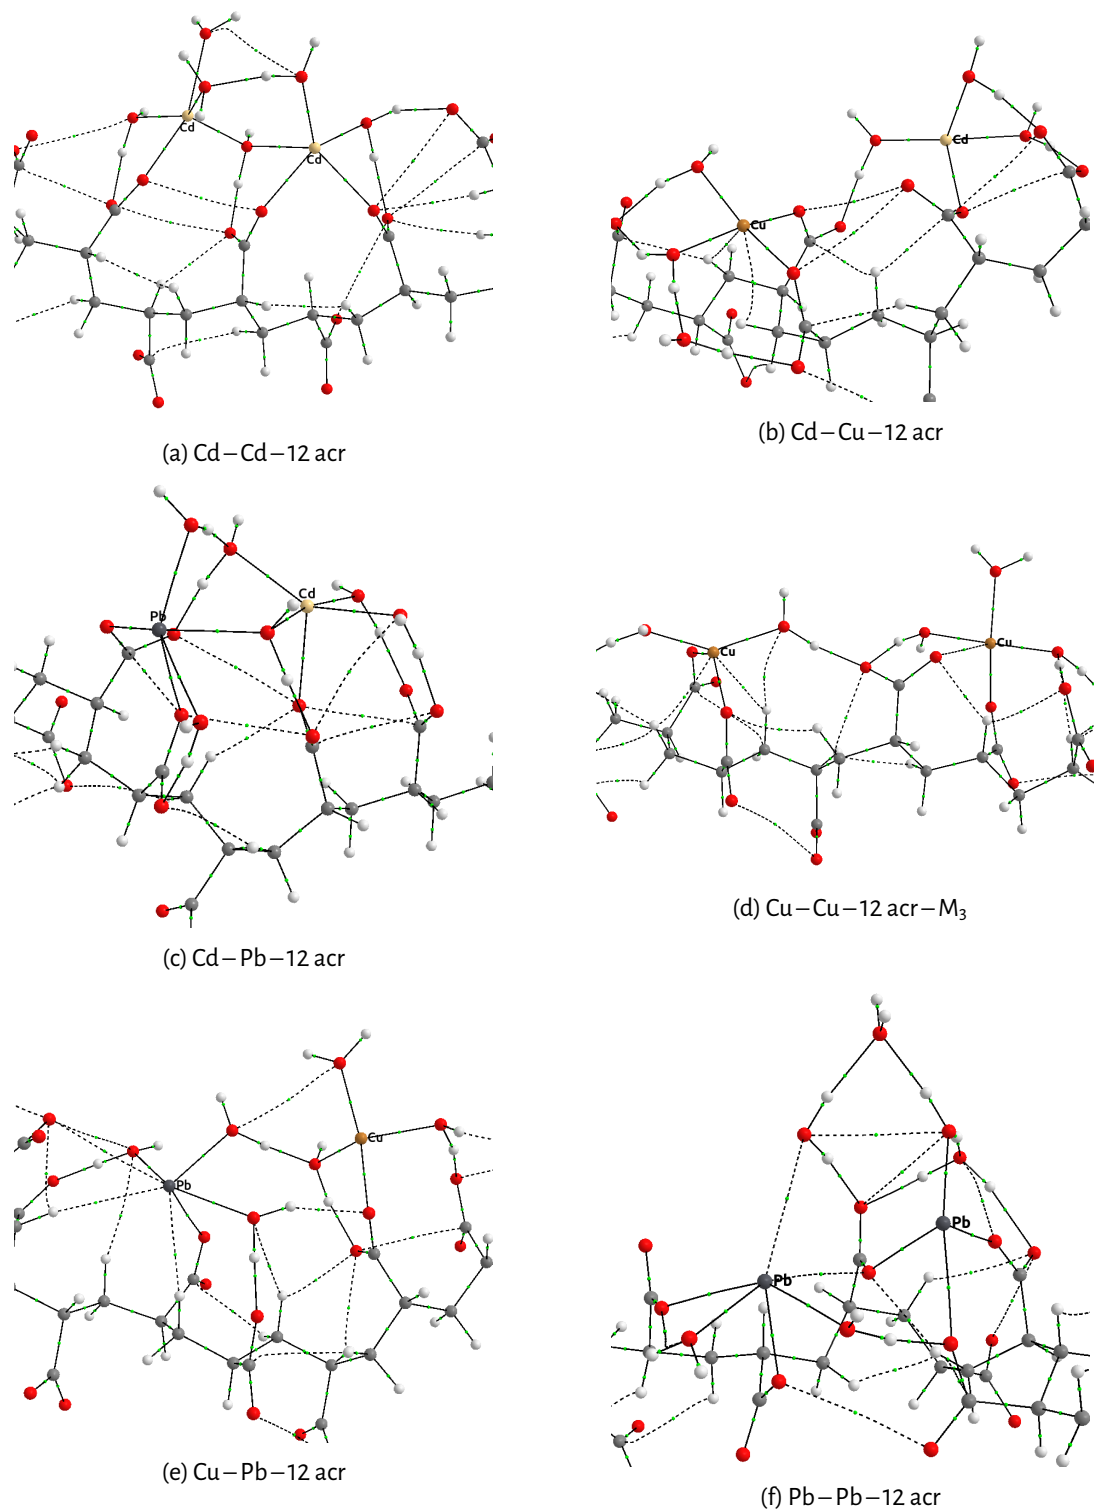 Cd
Cd
(a) Cd–Cd–12 acr
Cd
Cu
(b) Cd–Cu–12 acr
Cd
Pb
(c) Cd–Pb–12 acr
Cu
Cu
(d) Cu–Cu–12 acr–M₃
Cu
Pb
(e) Cu–Pb–12 acr
Pb
Pb
(f) Pb–Pb–12 acr